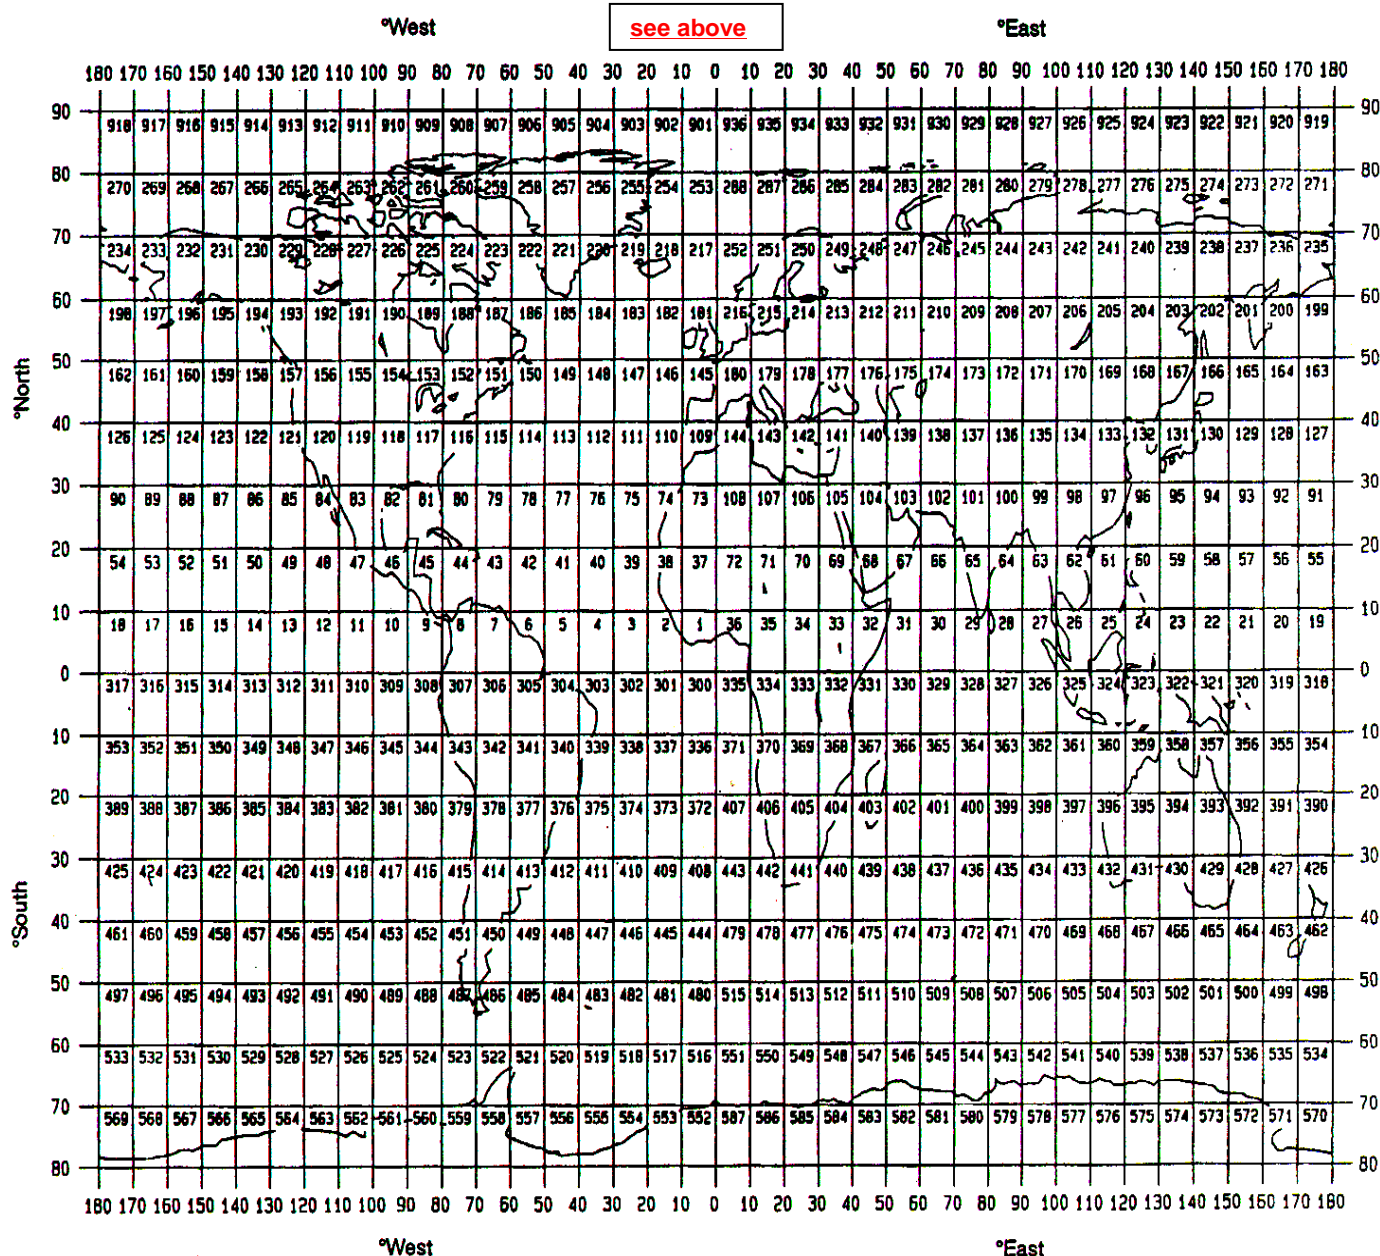 °West see above °East
180 170 160 150 140 130 120 110 100 90 80 70 60 50 40 30 20 10 0 10 20 30 40 50 60 70 80 90 100 110 120 130 140 150 160 170 180
90 90
918 917 916 915 914 913 912 911 910 909 908 907 906 905 904 903 902 901 936 935 934 933 932 931 930 929 928 927 926 925 924 923 922 921 920 919
80 80
270 269 268 267 266 265 264 263 262 261 260 259 258 257 256 255 254 253 288 287 286 285 284 283 282 281 280 279 278 277 276 275 274 273 272 271
70 70
234 233 232 231 230 229 228 227 226 225 224 223 222 221 220 219 218 217 252 251 250 249 248 247 246 245 244 243 242 241 240 239 238 237 236 235
60 60
198 197 196 195 194 193 192 191 190 189 188 187 186 185 184 183 182 181 216 215 214 213 212 211 210 209 208 207 206 205 204 203 202 201 200 199
50 50
162 161 160 159 158 157 156 155 154 153 152 151 150 149 148 147 146 145 180 179 178 177 176 175 174 173 172 171 170 169 168 167 166 165 164 163
°North
40 40
126 125 124 123 122 121 120 119 118 117 116 115 114 113 112 111 110 109 144 143 142 141 140 139 138 137 136 135 134 133 132 131 130 129 128 127
30 30
90 89 88 87 86 85 84 83 82 81 80 79 78 77 76 75 74 73 108 107 106 105 104 103 102 101 100 99 98 97 96 95 94 93 92 91
20 20
54 53 52 51 50 49 48 47 46 45 44 43 42 41 40 39 38 37 72 71 70 69 68 67 66 65 64 63 62 61 60 59 58 57 56 55
10 10
18 17 16 15 14 13 12 11 10 9 8 7 6 5 4 3 2 1 36 35 34 33 32 31 30 29 28 27 26 25 24 23 22 21 20 19
0 0
317 316 315 314 313 312 311 310 309 308 307 306 305 304 303 302 301 300 335 334 333 332 331 330 329 328 327 326 325 324 323 322 321 320 319 318
10 10
353 352 351 350 349 348 347 346 345 344 343 342 341 340 339 338 337 336 371 370 369 368 367 366 365 364 363 362 361 360 359 358 357 356 355 354
20 20
389 388 387 386 385 384 383 382 381 380 379 378 377 376 375 374 373 372 407 406 405 404 403 402 401 400 399 398 397 396 395 394 393 392 391 390
30 30
425 424 423 422 421 420 419 418 417 416 415 414 413 412 411 410 409 408 443 442 441 440 439 438 437 436 435 434 433 432 431 430 429 428 427 426
°South
40 40
461 460 459 458 457 456 455 454 453 452 451 450 449 448 447 446 445 444 479 478 477 476 475 474 473 472 471 470 469 468 467 466 465 464 463 462
50 50
497 496 495 494 493 492 491 490 489 488 487 486 485 484 483 482 481 480 515 514 513 512 511 510 509 508 507 506 505 504 503 502 501 500 499 498
60 60
533 532 531 530 529 528 527 526 525 524 523 522 521 520 519 518 517 516 551 550 549 548 547 546 545 544 543 542 541 540 539 538 537 536 535 534
70 70
569 568 567 566 565 564 563 562 561 560 559 558 557 556 555 554 553 552 587 586 585 584 583 582 581 580 579 578 577 576 575 574 573 572 571 570
80 80
180 170 160 150 140 130 120 110 100 90 80 70 60 50 40 30 20 10 0 10 20 30 40 50 60 70 80 90 100 110 120 130 140 150 160 170 180
°West °East